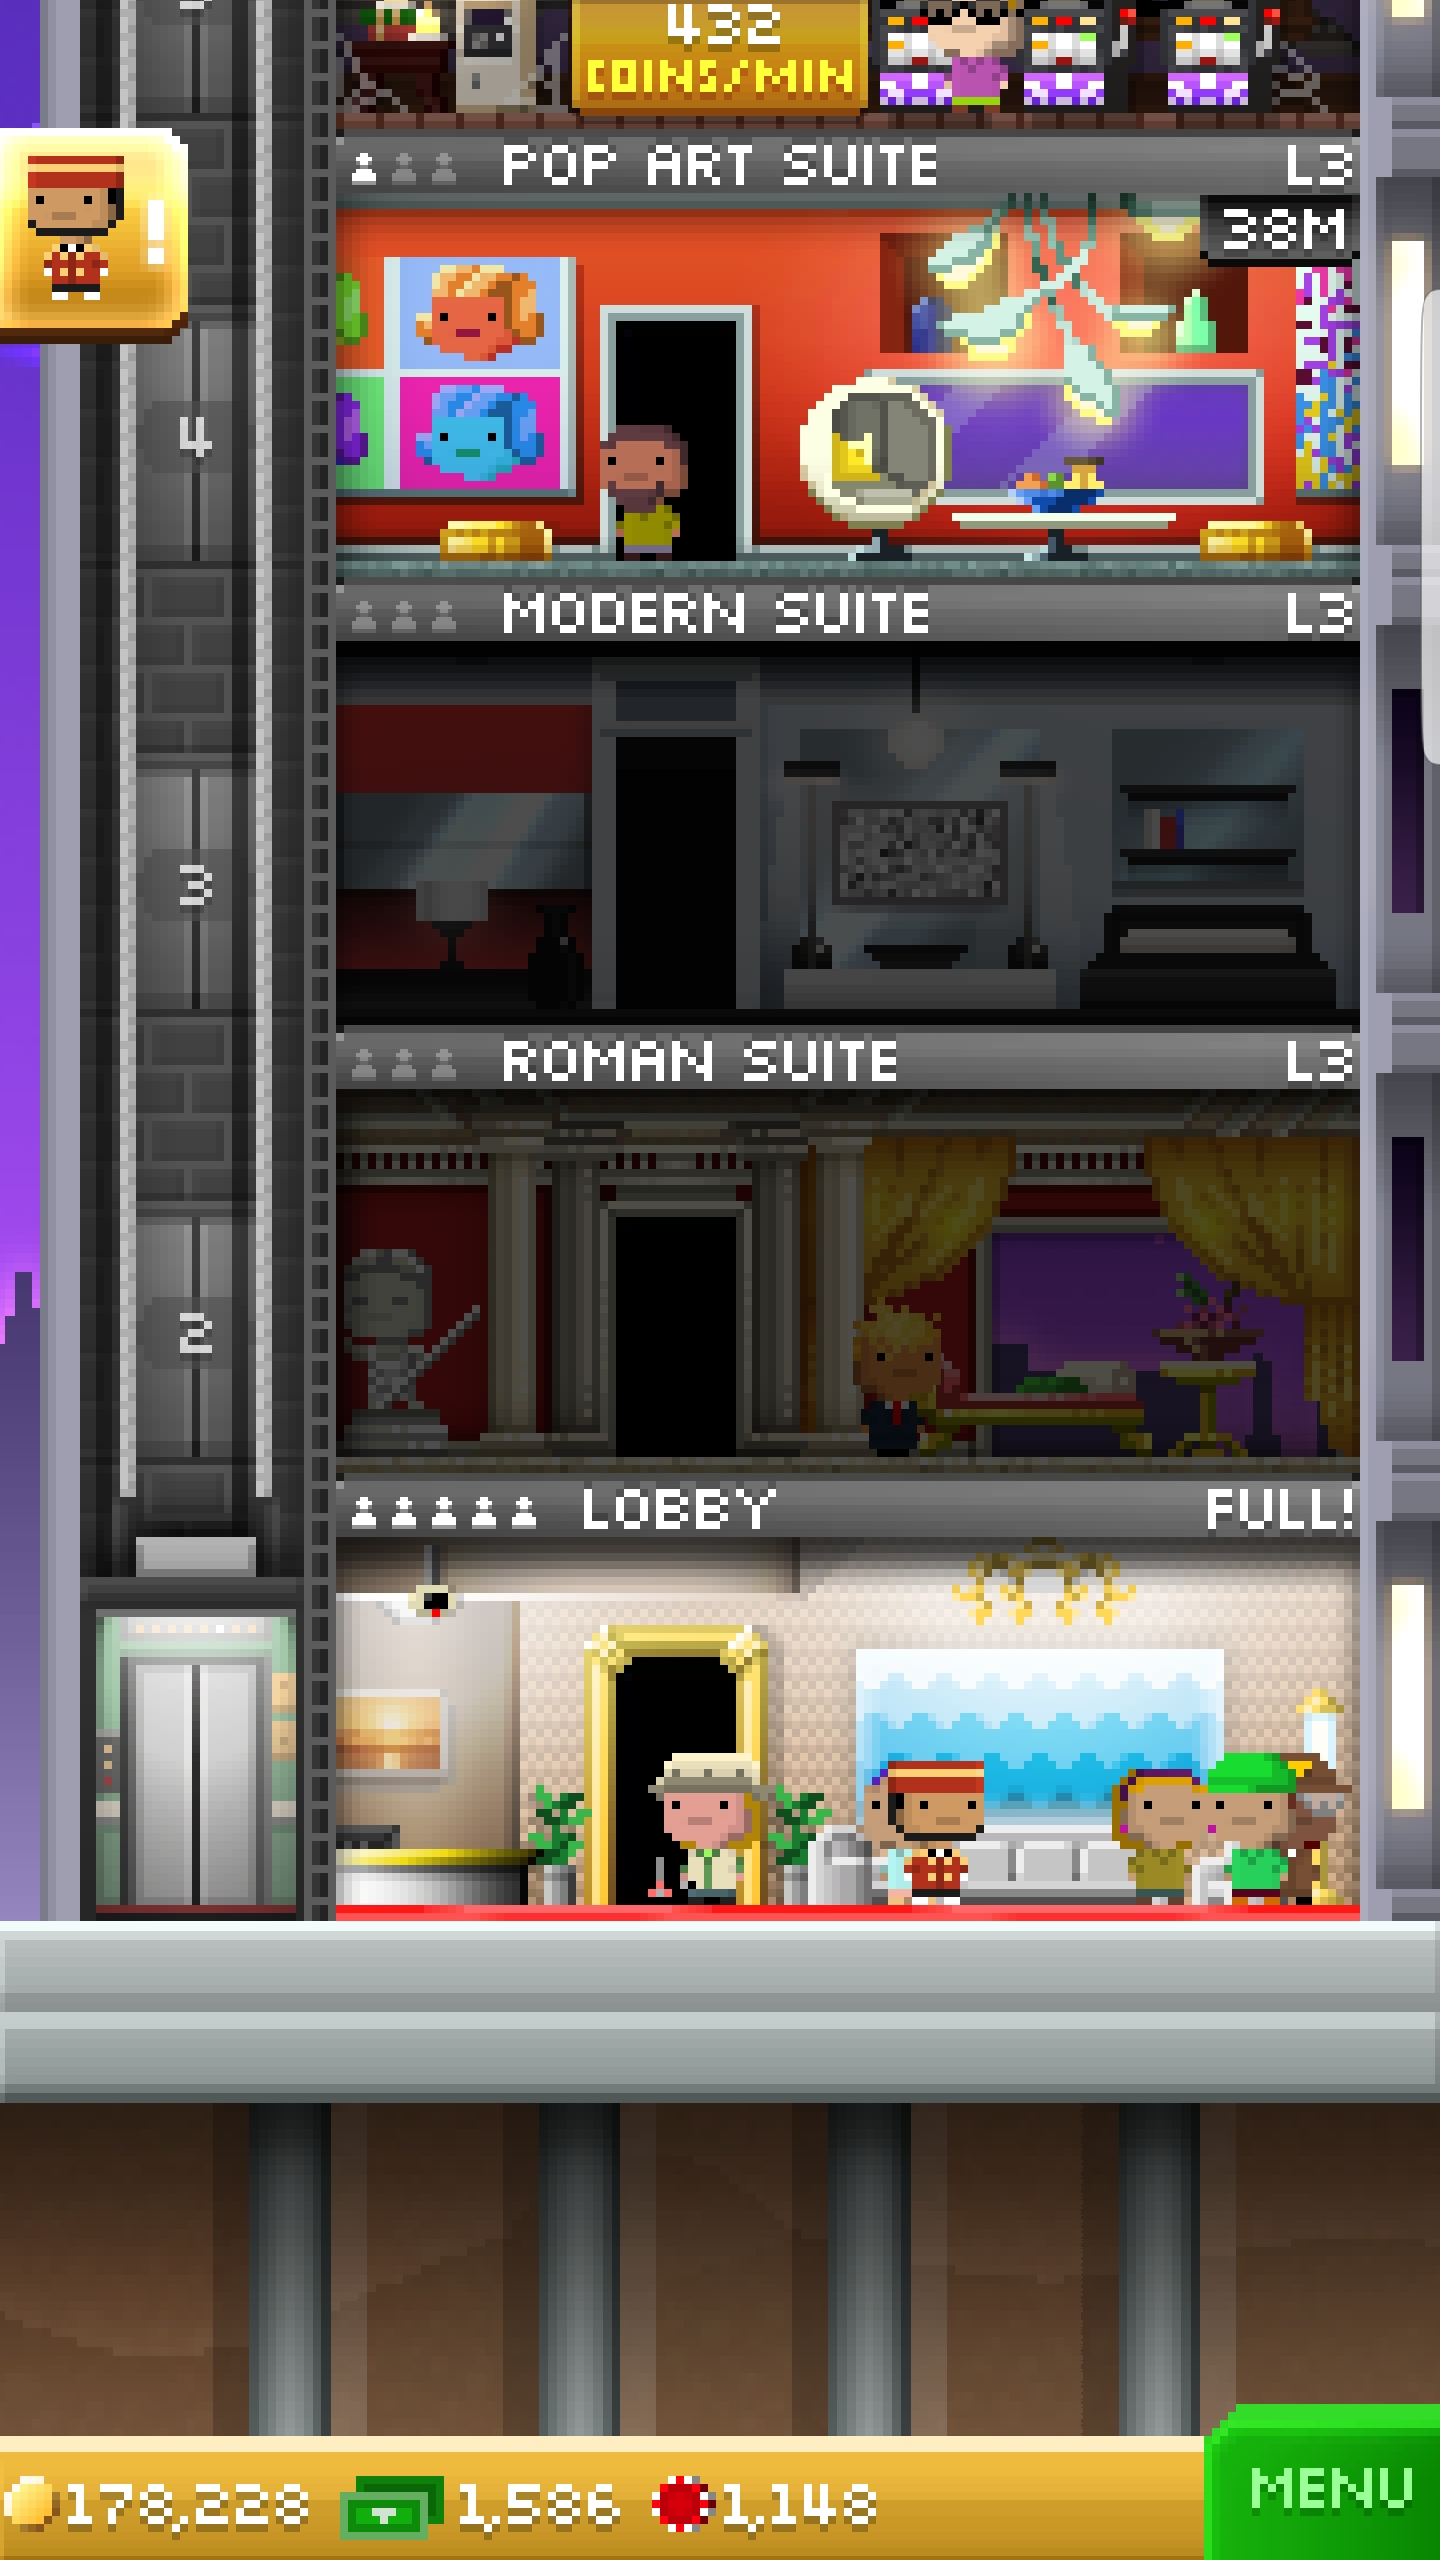 432
COINS/MIN
POP ART SUITE L3
38M
4
MODERN SUITE L3
3
ROMAN SUITE L3
2
LOBBY FULL!
178,228 1,586 1,148
MENU